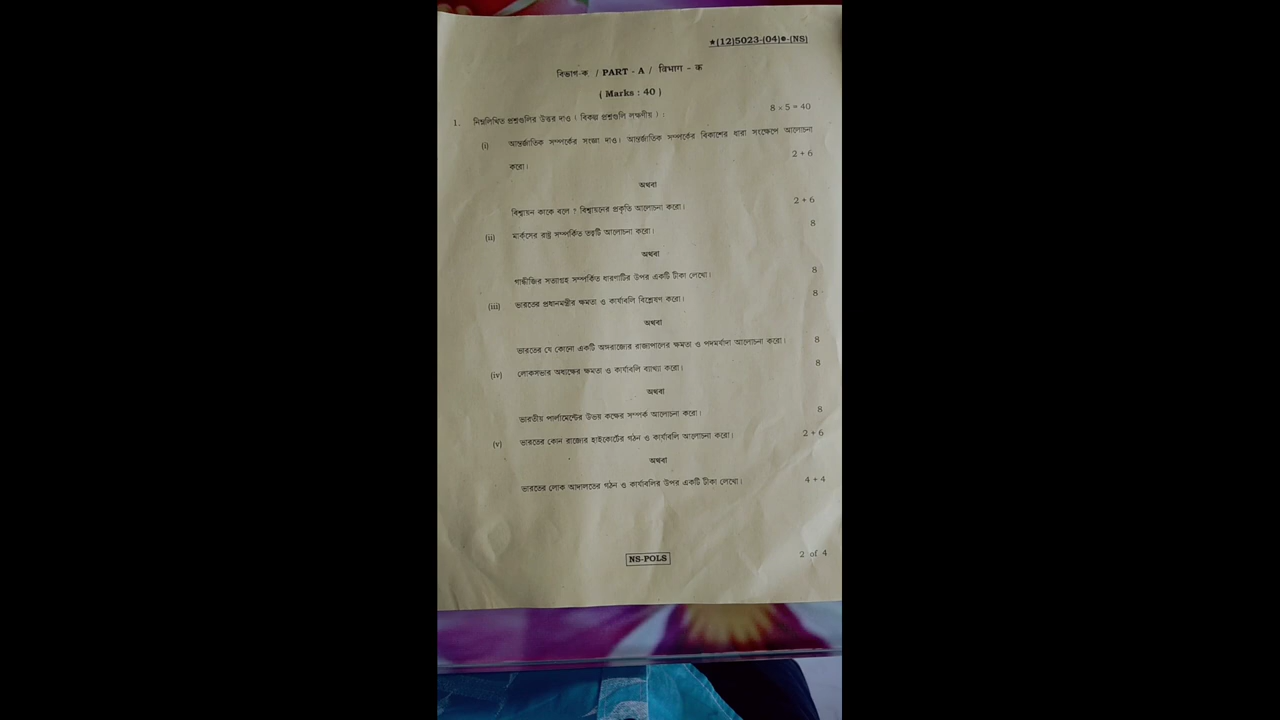 ★(12)5023-(04)●-(NS)
বিভাগ-ক / PART - A / विभाग - क
( Marks : 40 )
1. নিম্নলিখিত প্রশ্নগুলির উত্তর দাও ( বিকল্প প্রশ্নগুলি লক্ষণীয় ) : 8 × 5 = 40
(i) আন্তর্জাতিক সম্পর্কের সংজ্ঞা দাও। আন্তর্জাতিক সম্পর্কের বিকাশের ধারা সংক্ষেপে আলোচনা
করো। 2 + 6
অথবা
বিশ্বায়ন কাকে বলে ? বিশ্বায়নের প্রকৃতি আলোচনা করো। 2 + 6
(ii) মার্কসের রাষ্ট্র সম্পর্কিত তত্ত্বটি আলোচনা করো। 8
অথবা
গান্ধীজির সত্যাগ্রহ সম্পর্কিত ধারণাটির উপর একটি টীকা লেখো। 8
(iii) ভারতের প্রধানমন্ত্রীর ক্ষমতা ও কার্যাবলি বিশ্লেষণ করো। 8
অথবা
ভারতের যে কোনো একটি অঙ্গরাজ্যের রাজ্যপালের ক্ষমতা ও পদমর্যাদা আলোচনা করো। 8
(iv) লোকসভার অধ্যক্ষের ক্ষমতা ও কার্যাবলি ব্যাখ্যা করো। 8
অথবা
ভারতীয় পার্লামেন্টের উভয় কক্ষের সম্পর্ক আলোচনা করো। 8
(v) ভারতের কোন রাজ্যের হাইকোর্টের গঠন ও কার্যাবলি আলোচনা করো। 2 + 6
অথবা
ভারতের লোক আদালতের গঠন ও কার্যাবলির উপর একটি টীকা লেখো। 4 + 4
NS-POLS
2 of 4